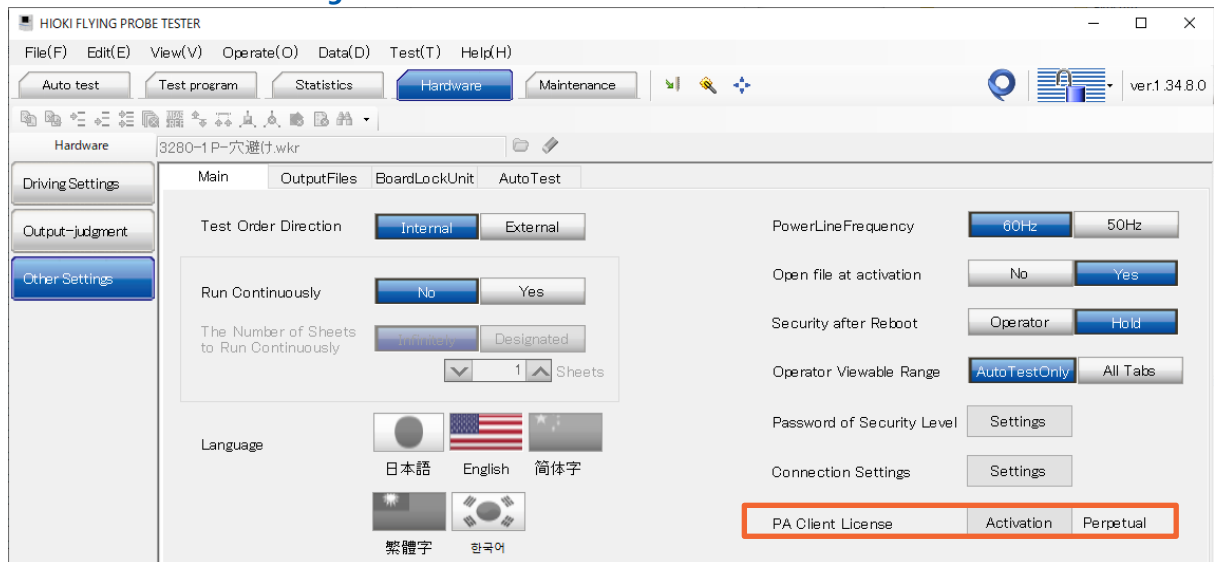 HIOKI FLYING PROBE TESTER
File(F) Edit(E) View(V) Operate(O) Data(D) Test(T) Help(H)
Auto test Test program Statistics Hardware Maintenance ver.1.34.8.0
Hardware 3280-1P-穴避け.wkr
Driving Settings
Output-judgment
Other Settings
Main OutputFiles BoardLockUnit AutoTest
Test Order Direction Internal External
Run Continuously No Yes
The Number of Sheets
to Run Continuously
Infinitely Designated
1 Sheets
Language
日本語 English 简体字
繁體字 한국어
PowerLineFrequency 60Hz 50Hz
Open file at activation No Yes
Security after Reboot Operator Hold
Operator Viewable Range AutoTestOnly All Tabs
Password of Security Level Settings
Connection Settings Settings
PA Client License Activation Perpetual